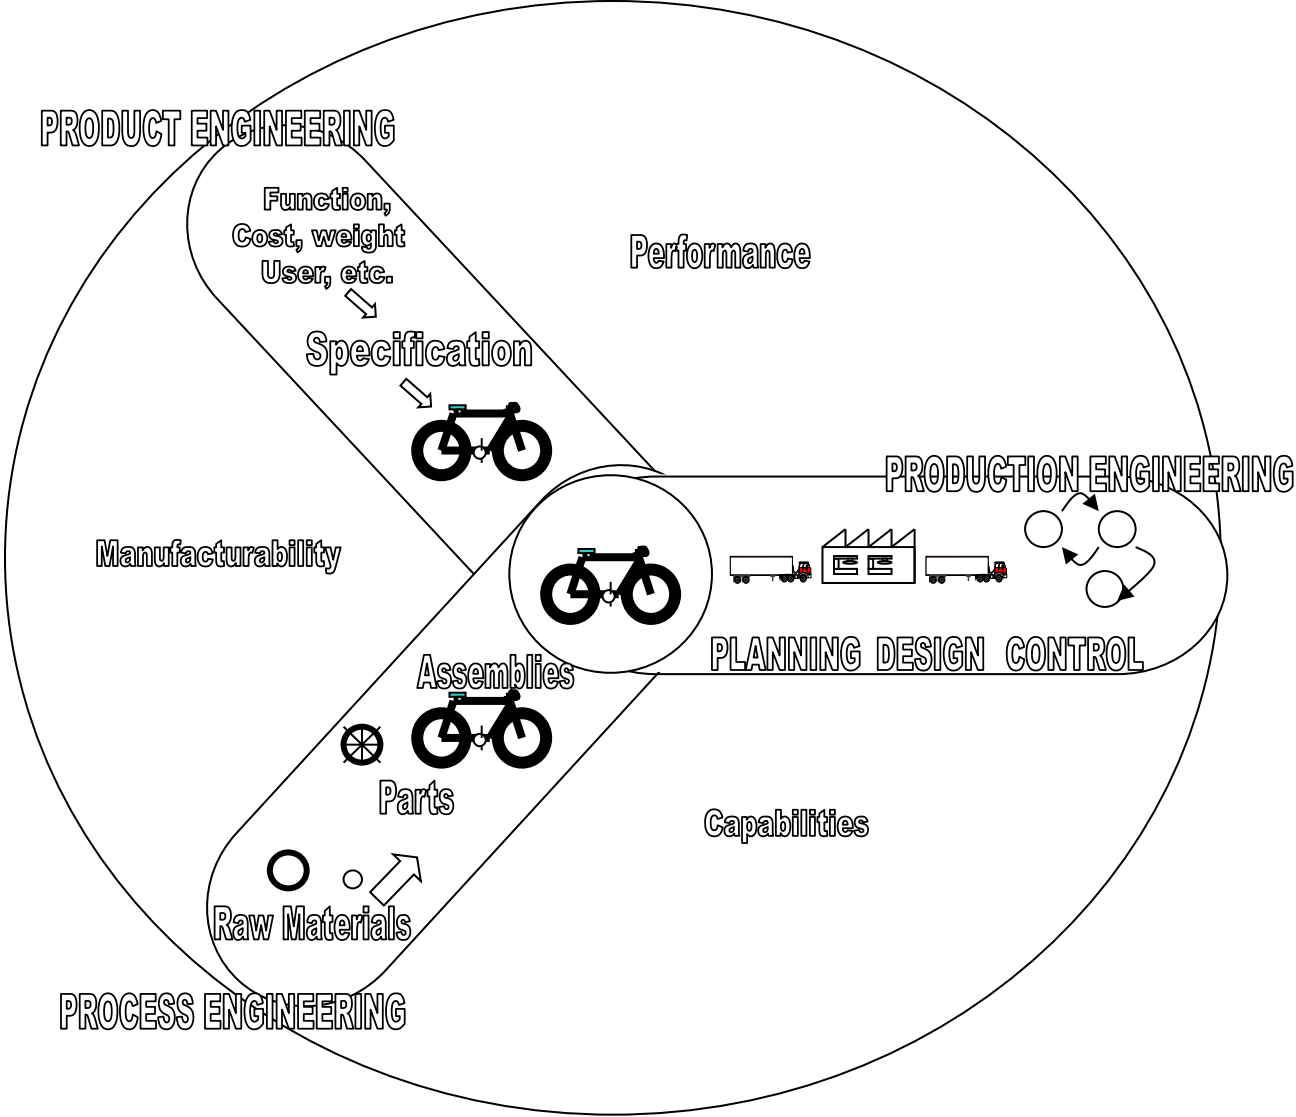 PRODUCT ENGINEERING
Function,
Cost, weight
User, etc.
Specification
Performance
PRODUCTION ENGINEERING
Manufacturability
PLANNING DESIGN CONTROL
Assemblies
Parts
Capabilities
Raw Materials
PROCESS ENGINEERING